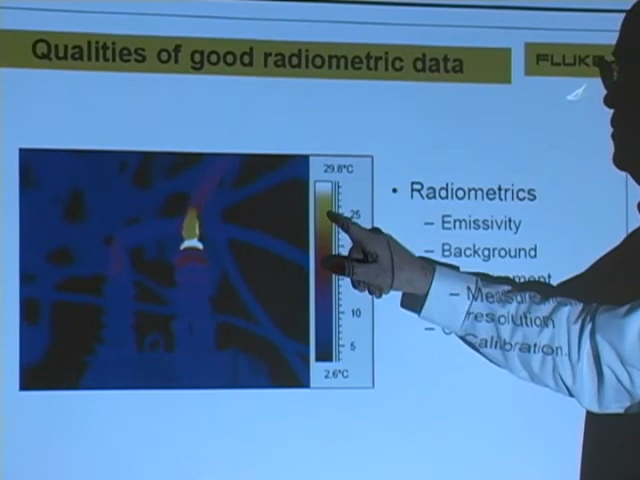 Qualities of good radiometric data
FLUKE
29.8°C
25
10
5
2.6°C
• Radiometrics
– Emissivity
– Background
– 
resolution
Calibration.